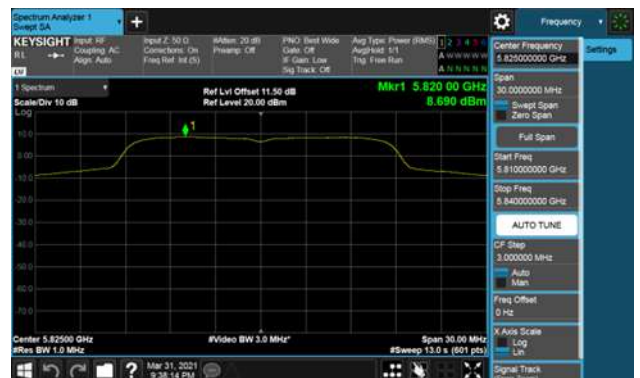 Spectrum Analyzer 1
Swept SA
Frequency
KEYSIGHT
Input: RF
Input Z: 50 Ω
#Atten: 20 dB
PNO: Best Wide
Avg Type: Power (RMS)
1 2 3 4 5 6
RL
Coupling: AC
Corrections: On
Preamp: Off
Gate: Off
Avg|Hold: 1/1
A W W W W W
Align: Auto
Freq Ref: Int (S)
IF Gain: Low
Trig: Free Run
Sig Track: Off
A N N N N N
1 Spectrum
Scale/Div 10 dB
Log
Ref Lvl Offset 11.50 dB
Ref Level 20.00 dBm
Mkr1 5.820 00 GHz
8.690 dBm
1
10.0
0.00
-10.0
-20.0
-30.0
-40.0
-50.0
-60.0
-70.0
Center 5.82500 GHz
#Video BW 3.0 MHz*
Span 30.00 MHz
#Res BW 1.0 MHz
#Sweep 13.0 s (601 pts)
Mar 31, 2021
9:38:14 PM
Center Frequency
5.825000000 GHz
Settings
Span
30.0000000 MHz
Swept Span
Zero Span
Full Span
Start Freq
5.810000000 GHz
Stop Freq
5.840000000 GHz
AUTO TUNE
CF Step
3.000000 MHz
Auto
Man
Freq Offset
0 Hz
X Axis Scale
Log
Lin
Signal Track